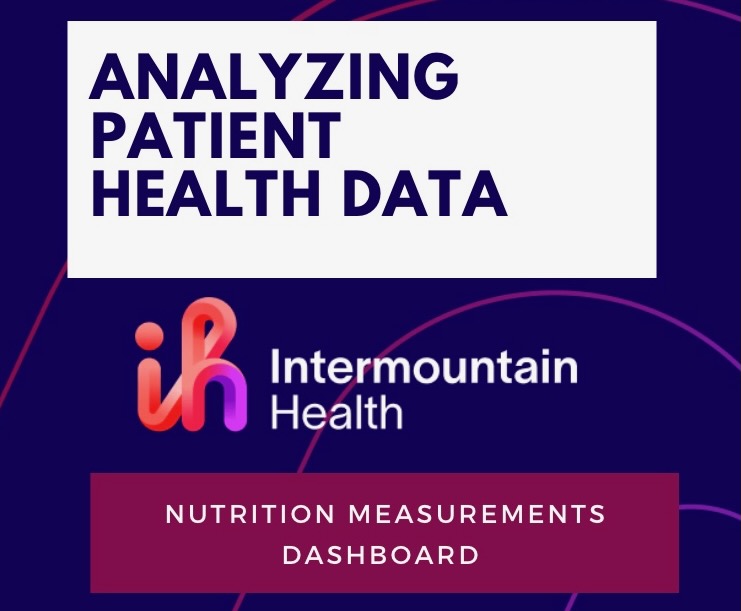 ANALYZING
PATIENT
HEALTH DATA
Intermountain
Health
NUTRITION MEASUREMENTS
DASHBOARD